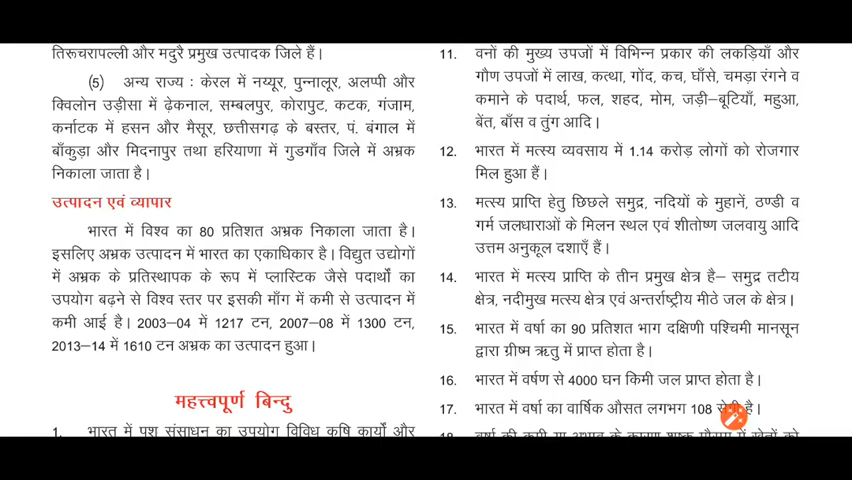 तिरूचरापल्ली और मदुरै प्रमुख उत्पादक जिले हैं।
(5) अन्य राज्य : केरल में नय्यूर, पुन्नालूर, अलप्पी और
क्विलोन उड़ीसा में ढ़ेकनाल, सम्बलपुर, कोरापुट, कटक, गंजाम,
कर्नाटक में हसन और मैसूर, छत्तीसगढ़ के बस्तर, पं. बंगाल में
बाँकुड़ा और मिदनापुर तथा हरियाणा में गुडगाँव जिले में अभ्रक
निकाला जाता है।
उत्पादन एवं व्यापार
भारत में विश्व का 80 प्रतिशत अभ्रक निकाला जाता है।
इसलिए अभ्रक उत्पादन में भारत का एकाधिकार है। विद्युत उद्योगों
में अभ्रक के प्रतिस्थापक के रूप में प्लास्टिक जैसे पदार्थों का
उपयोग बढ़ने से विश्व स्तर पर इसकी माँग में कमी से उत्पादन में
कमी आई है। 2003–04 में 1217 टन, 2007–08 में 1300 टन,
2013–14 में 1610 टन अभ्रक का उत्पादन हुआ।
महत्त्वपूर्ण बिन्दु
1. भारत में पशु संसाधन का उपयोग विविध कृषि कार्यों और
11. वनों की मुख्य उपजों में विभिन्न प्रकार की लकड़ियाँ और
गौण उपजों में लाख, कत्था, गोंद, कच, घाँसे, चमड़ा रंगने व
कमाने के पदार्थ, फल, शहद, मोम, जड़ी–बूटियाँ, महुआ,
बेंत, बाँस व तुंग आदि।
12. भारत में मत्स्य व्यवसाय में 1.14 करोड़ लोगों को रोजगार
मिल हुआ हैं।
13. मत्स्य प्राप्ति हेतु छिछले समुद्र, नदियों के मुहानें, ठण्डी व
गर्म जलधाराओं के मिलन स्थल एवं शीतोष्ण जलवायु आदि
उत्तम अनुकूल दशाएँ हैं।
14. भारत में मत्स्य प्राप्ति के तीन प्रमुख क्षेत्र है– समुद्र तटीय
क्षेत्र, नदीमुख मत्स्य क्षेत्र एवं अन्तर्राष्ट्रीय मीठे जल के क्षेत्र।
15. भारत में वर्षा का 90 प्रतिशत भाग दक्षिणी पश्चिमी मानसून
द्वारा ग्रीष्म ऋतु में प्राप्त होता है।
16. भारत में वर्षण से 4000 घन किमी जल प्राप्त होता है।
17. भारत में वर्षा का वार्षिक औसत लगभग 108 सेमी है।
18. वर्षा की कमी या अभाव के कारण शुष्क मौसम में खेतों को